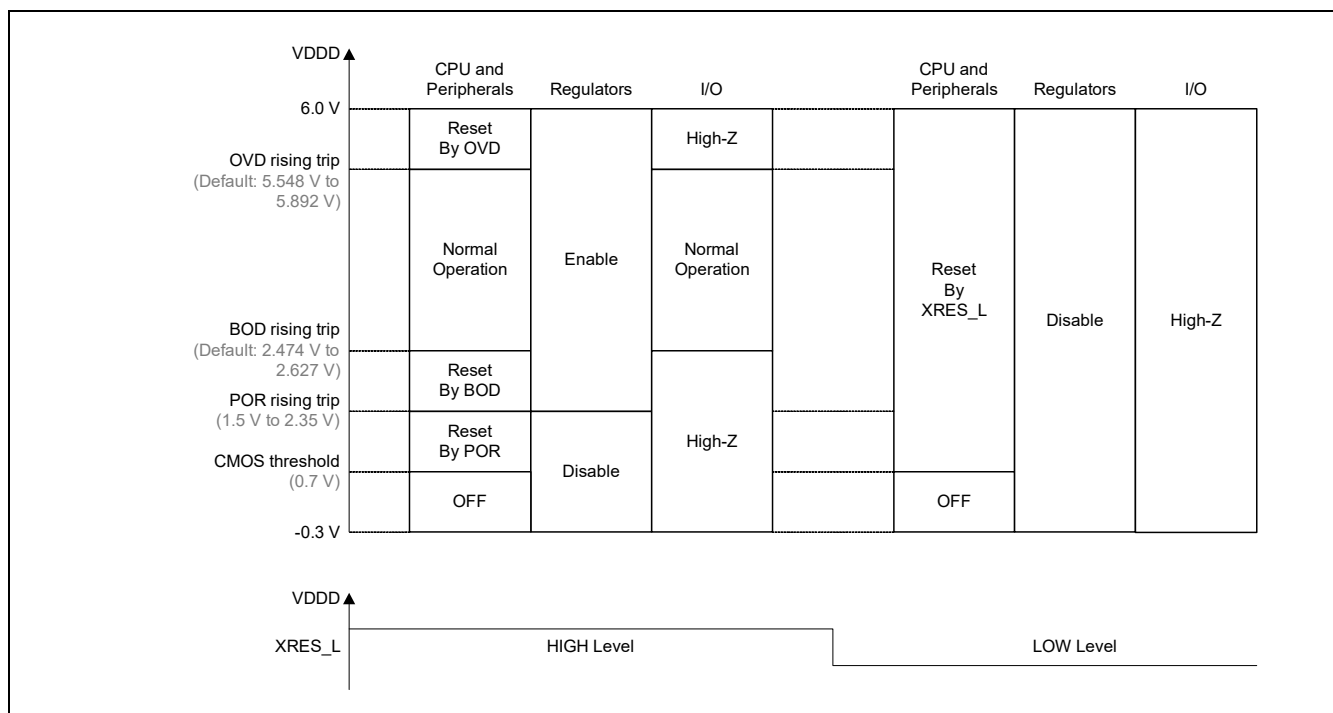 VDDD
CPU and
Peripherals
Regulators
I/O
CPU and
Peripherals
Regulators
I/O
6.0 V
Reset
By OVD
High-Z
OVD rising trip
(Default: 5.548 V to
5.892 V)
Normal
Operation
Enable
Normal
Operation
Reset
By
XRES_L
Disable
High-Z
BOD rising trip
(Default: 2.474 V to
2.627 V)
Reset
By BOD
POR rising trip
(1.5 V to 2.35 V)
Reset
By POR
High-Z
CMOS threshold
(0.7 V)
Disable
OFF
OFF
-0.3 V
VDDD
XRES_L
HIGH Level
LOW Level